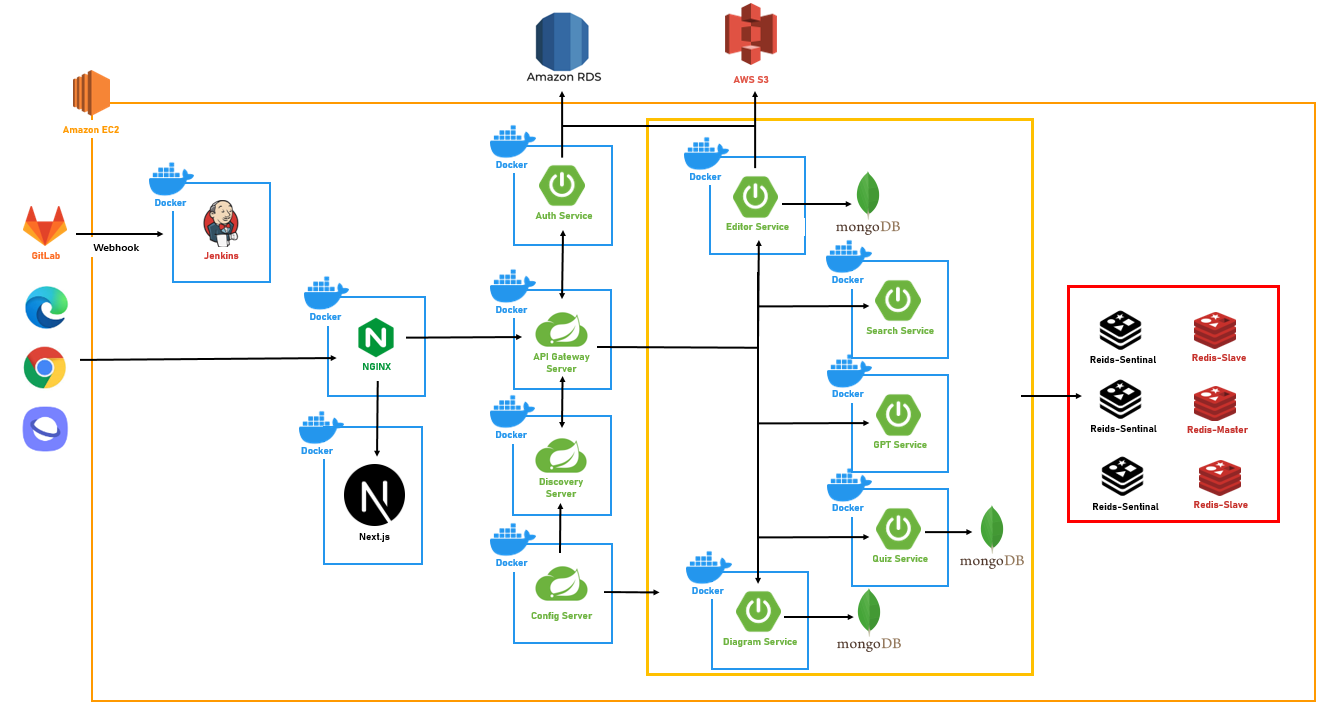 Amazon RDS
AWS S3
Amazon EC2
Docker
Auth Service
Docker
Editor Service
mongoDB
Docker
Jenkins
GitLab
Webhook
Docker
Search Service
Docker
NGINX
Docker
API Gateway
Server
Docker
GPT Service
Docker
Next.js
Docker
Discovery
Server
Docker
Quiz Service
mongoDB
Docker
Config Server
Docker
Diagram Service
mongoDB
Reids-Sentinal
Redis-Slave
Reids-Sentinal
Redis-Master
Reids-Sentinal
Redis-Slave